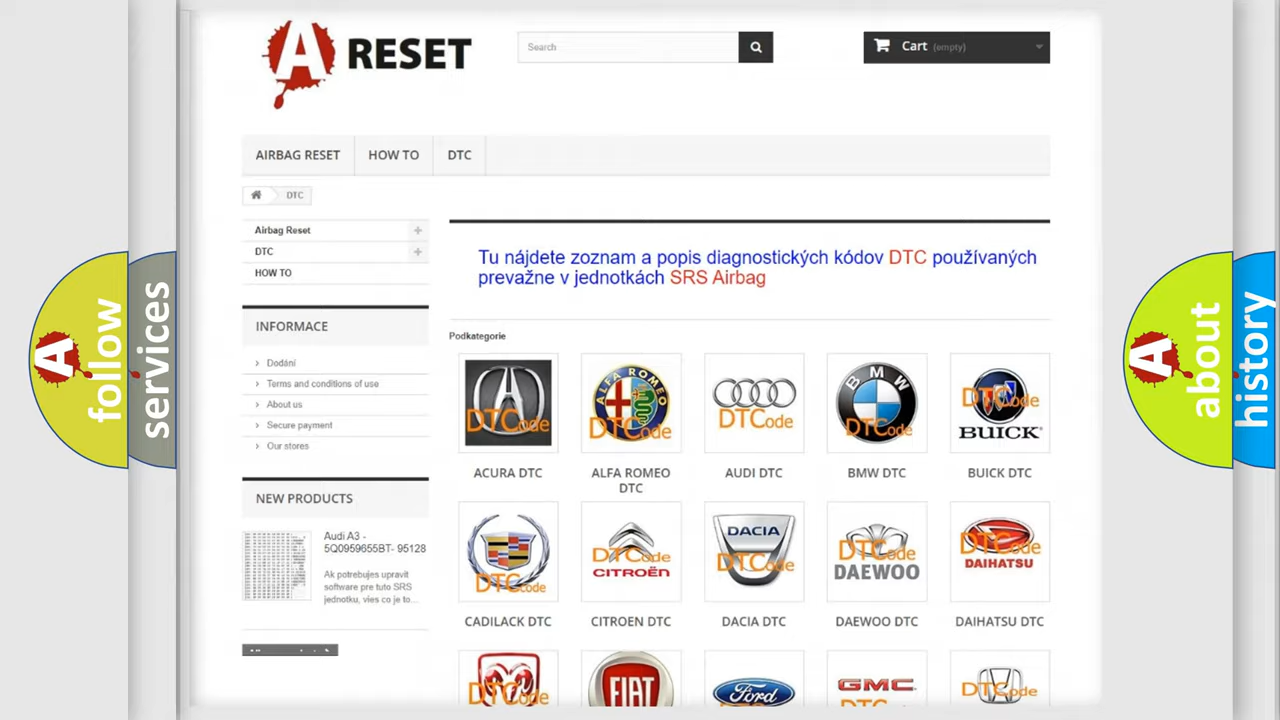 A RESET
Search
Cart (empty)
AIRBAG RESET
HOW TO
DTC
DTC
Airbag Reset
DTC
HOW TO
INFORMACE
Dodání
Terms and conditions of use
About us
Secure payment
Our stores
NEW PRODUCTS
Audi A3 -
5Q0959655BT- 95128
Ak potrebujes upravit
software pre tuto SRS
jednotku, vies co je to...
Tu nájdete zoznam a popis diagnostických kódov DTC používaných
prevažne v jednotkách SRS Airbag
Podkategorie
DTCode
ALFA ROMEO
DTCode
DTCode
BMW
DTCode
DTCode
BUICK
ACURA DTC
ALFA ROMEO
DTC
AUDI DTC
BMW DTC
BUICK DTC
DTCode
DTCode
CITROËN
DACIA
DTCode
DTCode
DAEWOO
DTCode
DAIHATSU
CADILACK DTC
CITROEN DTC
DACIA DTC
DAEWOO DTC
DAIHATSU DTC
DTCode
FIAT
Ford
GMC
DTCode
A follow
services
A about
history